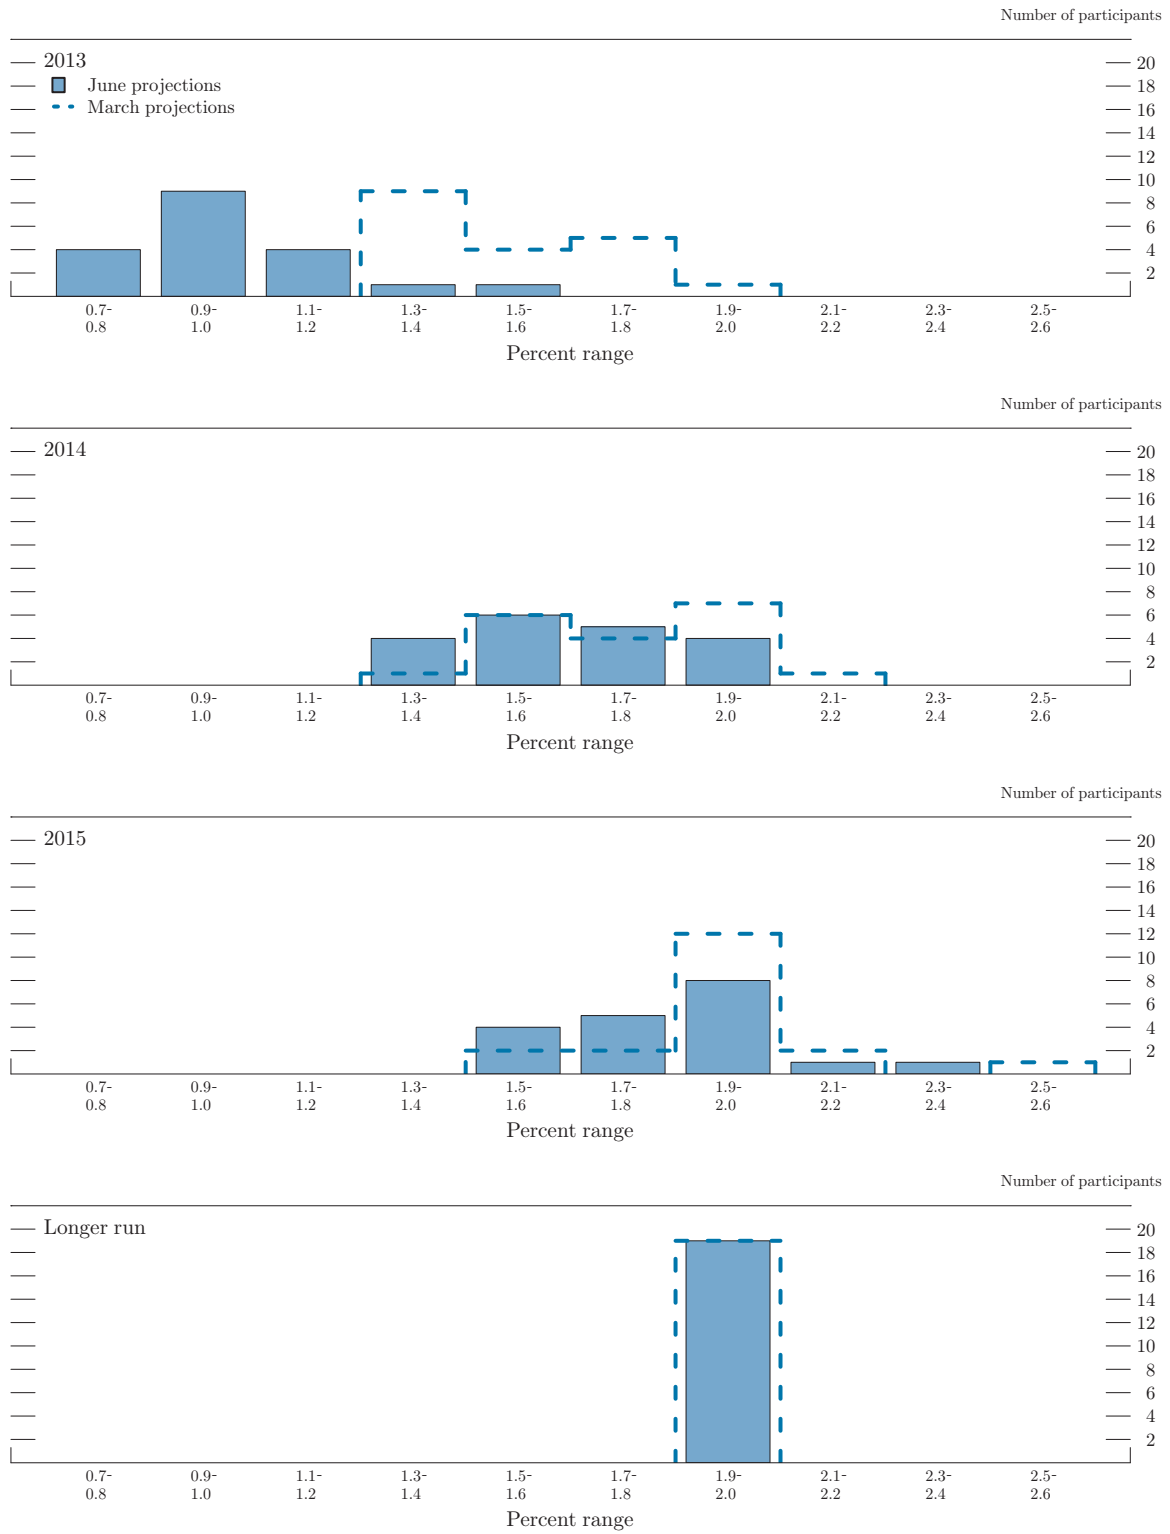 Number of participants
2013
June projections
March projections
20
18
16
14
12
10
8
6
4
2
0.7- 0.9- 1.1- 1.3- 1.5- 1.7- 1.9- 2.1- 2.3- 2.5-
0.8 1.0 1.2 1.4 1.6 1.8 2.0 2.2 2.4 2.6
Percent range
Number of participants
2014
20
18
16
14
12
10
8
6
4
2
0.7- 0.9- 1.1- 1.3- 1.5- 1.7- 1.9- 2.1- 2.3- 2.5-
0.8 1.0 1.2 1.4 1.6 1.8 2.0 2.2 2.4 2.6
Percent range
Number of participants
2015
20
18
16
14
12
10
8
6
4
2
0.7- 0.9- 1.1- 1.3- 1.5- 1.7- 1.9- 2.1- 2.3- 2.5-
0.8 1.0 1.2 1.4 1.6 1.8 2.0 2.2 2.4 2.6
Percent range
Number of participants
Longer run
20
18
16
14
12
10
8
6
4
2
0.7- 0.9- 1.1- 1.3- 1.5- 1.7- 1.9- 2.1- 2.3- 2.5-
0.8 1.0 1.2 1.4 1.6 1.8 2.0 2.2 2.4 2.6
Percent range